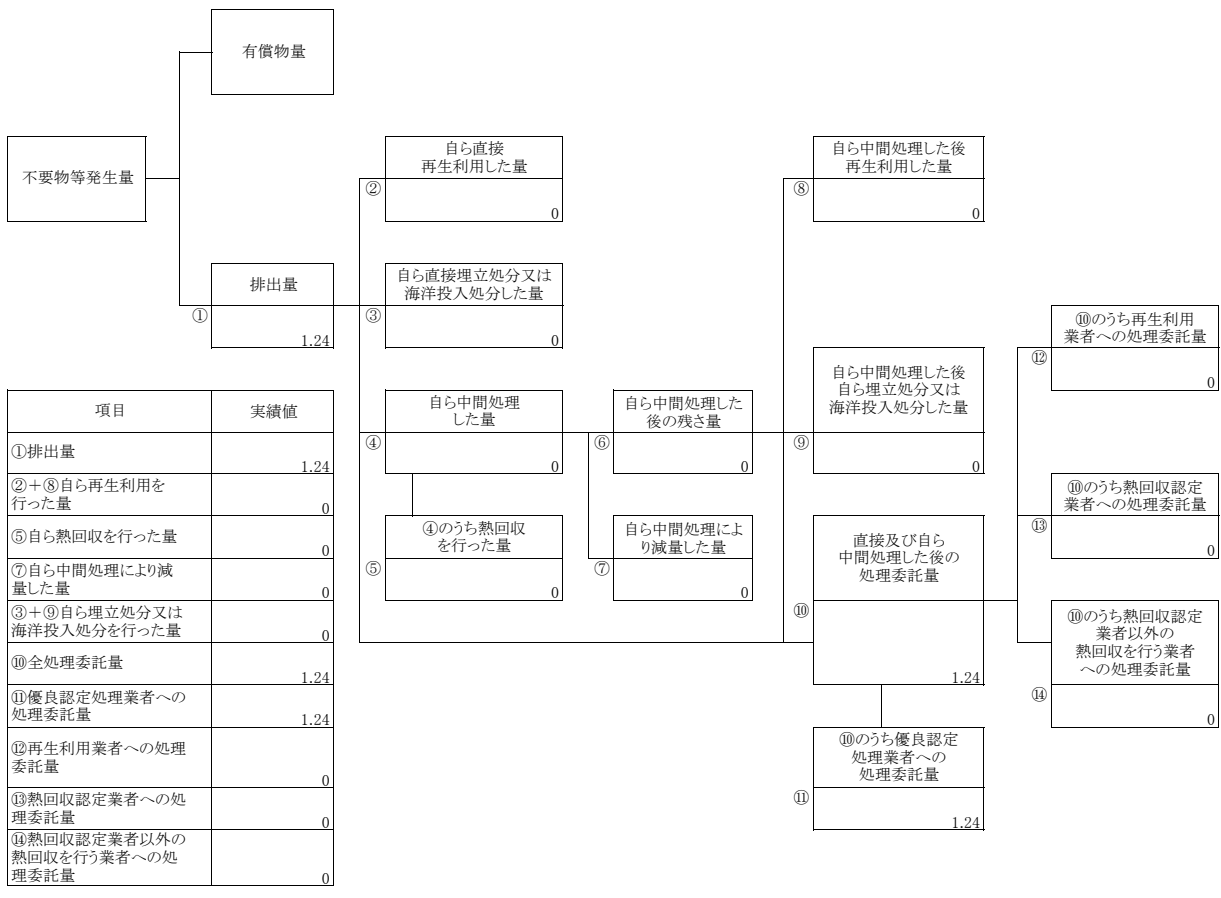 有償物量
不要物等発生量
自ら直接
再生利用した量
②
0
自ら中間処理した後
再生利用した量
⑧
0
排出量
①
1.24
自ら直接埋立処分又は
海洋投入処分した量
③
0
⑩のうち再生利用
業者への処理委託量
⑫
0
自ら中間処理
した量
④
0
自ら中間処理した
後の残さ量
⑥
0
自ら中間処理した後
自ら埋立処分又は
海洋投入処分した量
⑨
0
⑩のうち熱回収認定
業者への処理委託量
⑬
0
④のうち熱回収
を行った量
⑤
0
自ら中間処理によ
り減量した量
⑦
0
直接及び自ら
中間処理した後の
処理委託量
⑩
1.24
⑩のうち熱回収認定
業者以外の
熱回収を行う業者
への処理委託量
⑭
0
⑩のうち優良認定
処理業者への
処理委託量
⑪
1.24
項目 実績値
①排出量
1.24
②+⑧自ら再生利用を
行った量
0
⑤自ら熱回収を行った量
0
⑦自ら中間処理により減
量した量
0
③+⑨自ら埋立処分又は
海洋投入処分を行った量
0
⑩全処理委託量
1.24
⑪優良認定処理業者への
処理委託量
1.24
⑫再生利用業者への処理
委託量
0
⑬熱回収認定業者への処
理委託量
0
⑭熱回収認定業者以外の
熱回収を行う業者への処
理委託量
0